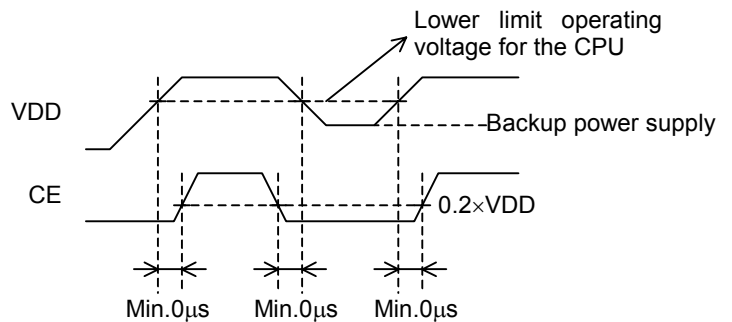 Lower limit operating
voltage for the CPU
VDD
Backup power supply
CE
0.2×VDD
Min.0μs Min.0μs Min.0μs